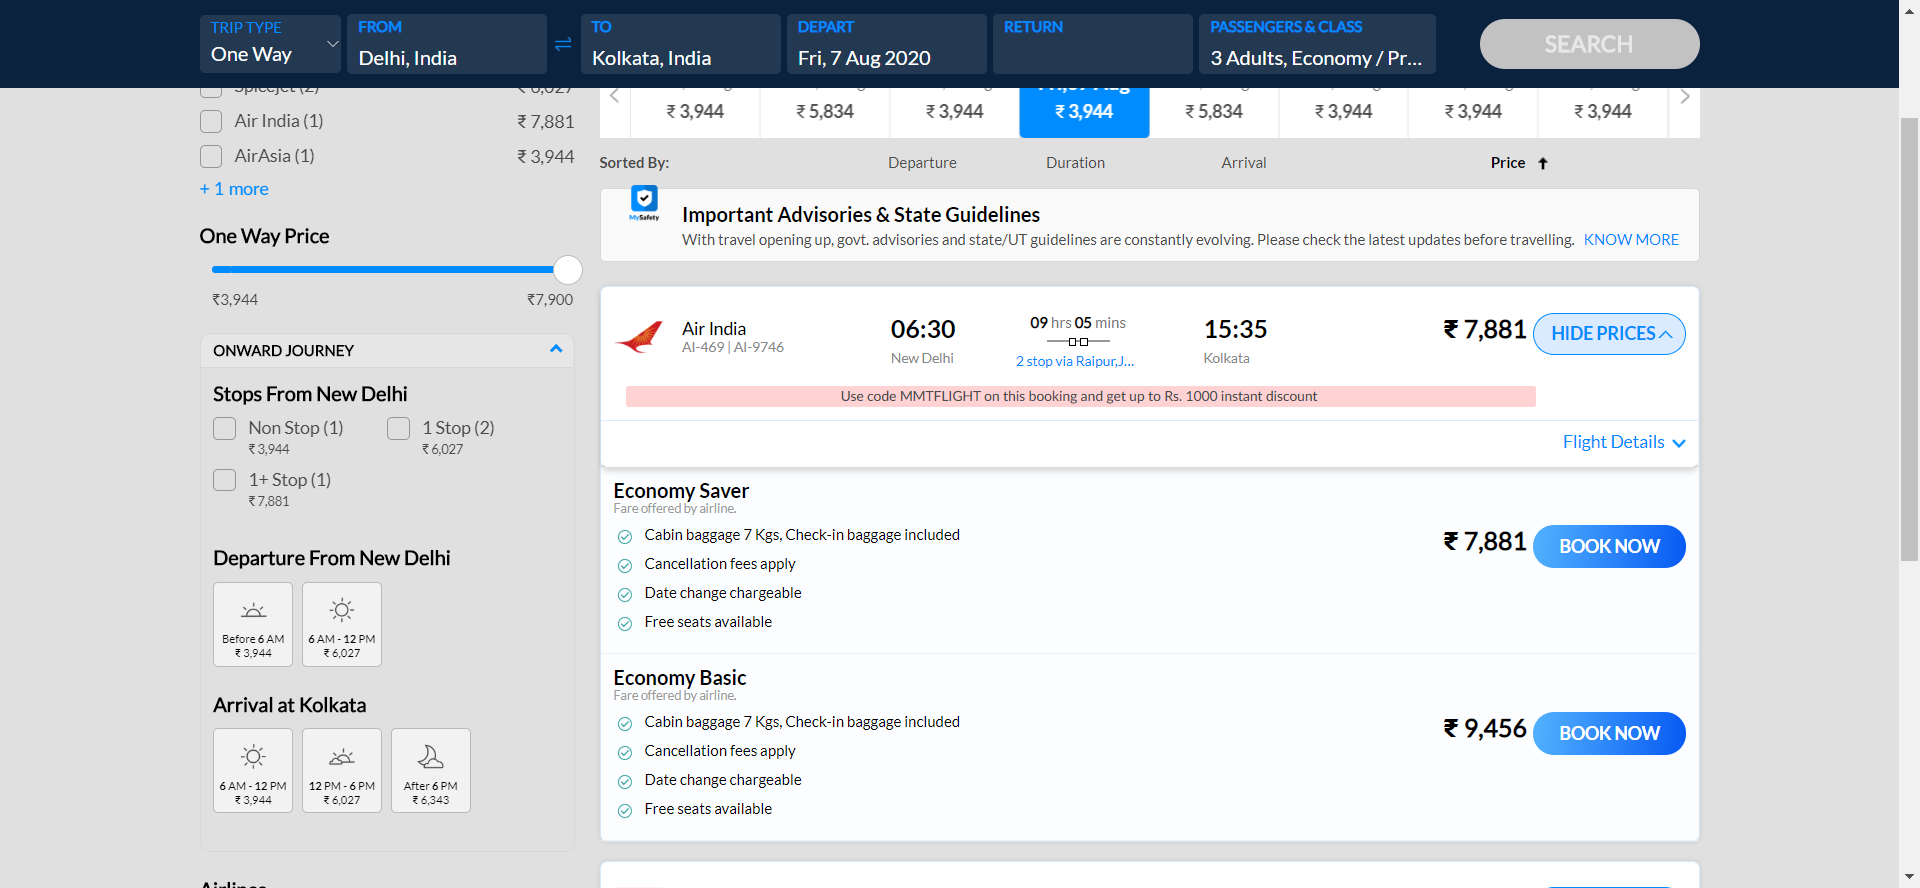 TRIP TYPE
One Way
FROM
Delhi, India
TO
Kolkata, India
DEPART
Fri, 7 Aug 2020
RETURN
PASSENGERS & CLASS
3 Adults, Economy / Pr...
SEARCH
Spicejet (2) ₹ 6,027
Air India (1) ₹ 7,881
AirAsia (1) ₹ 3,944
+ 1 more
One Way Price
₹3,944 ₹7,900
ONWARD JOURNEY
Stops From New Delhi
Non Stop (1)
₹ 3,944
1 Stop (2)
₹ 6,027
1+ Stop (1)
₹ 7,881
Departure From New Delhi
Before 6 AM
₹ 3,944
6 AM - 12 PM
₹ 6,027
Arrival at Kolkata
6 AM - 12 PM
₹ 3,944
12 PM - 6 PM
₹ 6,027
After 6 PM
₹ 6,343
Airlines
₹ 3,944 ₹ 5,834 ₹ 3,944 ₹ 3,944 ₹ 5,834 ₹ 3,944 ₹ 3,944 ₹ 3,944
Sorted By: Departure Duration Arrival Price
MySafety
Important Advisories & State Guidelines
With travel opening up, govt. advisories and state/UT guidelines are constantly evolving. Please check the latest updates before travelling. KNOW MORE
Air India
AI-469 | AI-9746
06:30
New Delhi
09 hrs 05 mins
2 stop via Raipur,J...
15:35
Kolkata
₹ 7,881
HIDE PRICES
Use code MMTFLIGHT on this booking and get up to Rs. 1000 instant discount
Flight Details
Economy Saver
Fare offered by airline.
Cabin baggage 7 Kgs, Check-in baggage included
Cancellation fees apply
Date change chargeable
Free seats available
₹ 7,881
BOOK NOW
Economy Basic
Fare offered by airline.
Cabin baggage 7 Kgs, Check-in baggage included
Cancellation fees apply
Date change chargeable
Free seats available
₹ 9,456
BOOK NOW